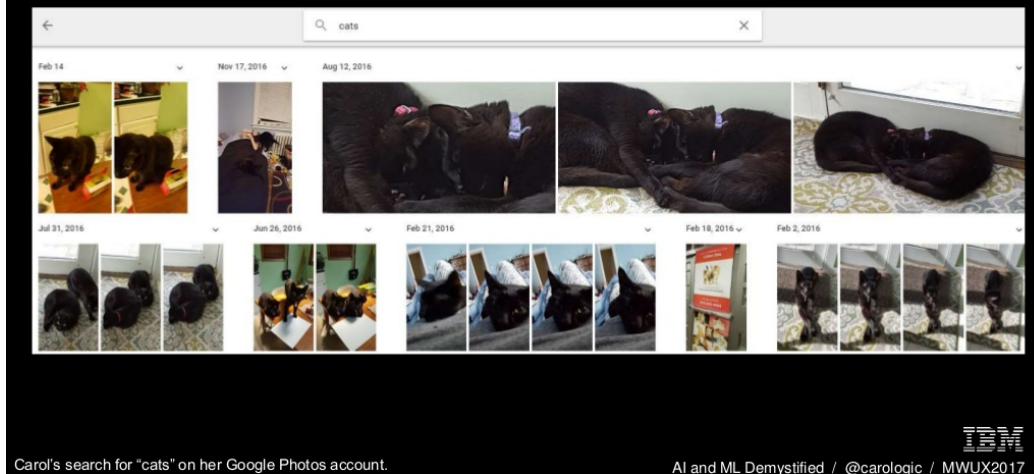 cats
Feb 14
Nov 17, 2016
Aug 12, 2016
Jul 31, 2016
Jun 26, 2016
Feb 21, 2016
Feb 18, 2016
Feb 2, 2016
IBM
Carol's search for “cats” on her Google Photos account.
AI and ML Demystified / @carologic / MWUX2017